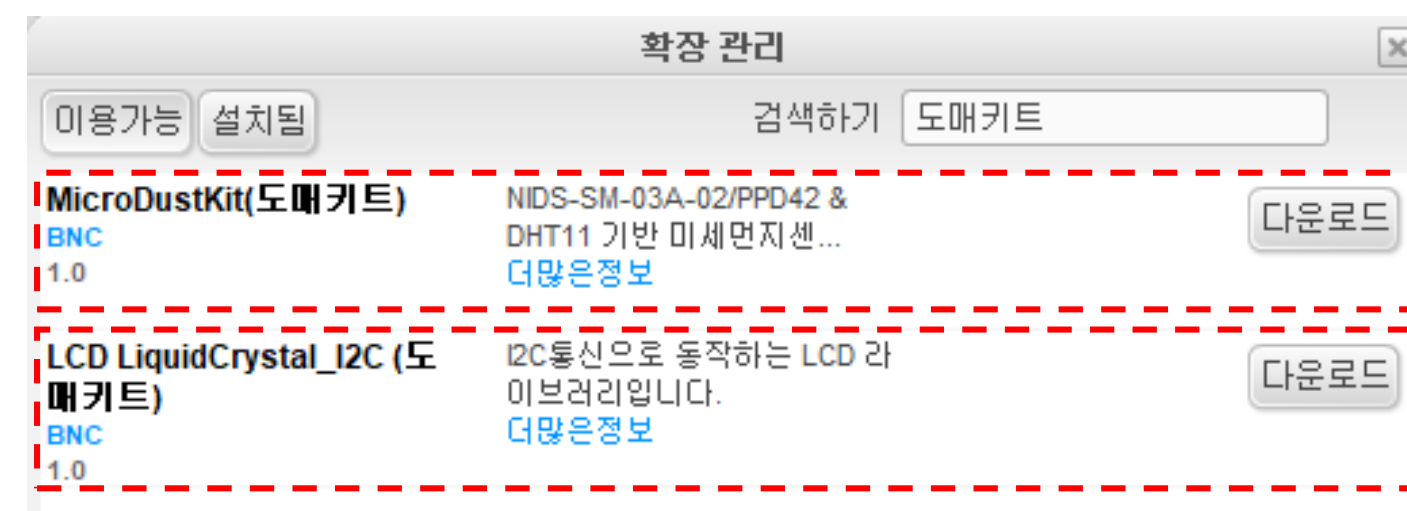 확장 관리
이용가능 설치됨 검색하기 도매키트
MicroDustKit(도매키트)
BNC
1.0
NIDS-SM-03A-02/PPD42 &
DHT11 기반 미세먼지센...
더많은정보
다운로드
LCD LiquidCrystal_I2C (도
매키트)
BNC
1.0
I2C통신으로 동작하는 LCD 라
이브러리입니다.
더많은정보
다운로드